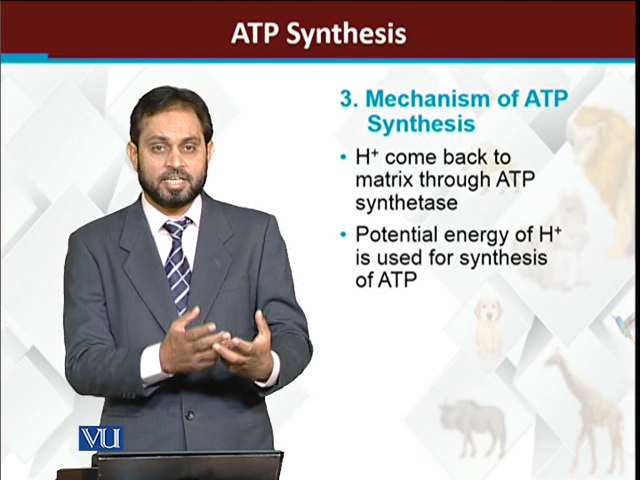 ATP Synthesis
3. Mechanism of ATP
Synthesis
• H⁺ come back to
matrix through ATP
synthetase
• Potential energy of H⁺
is used for synthesis
of ATP
VU